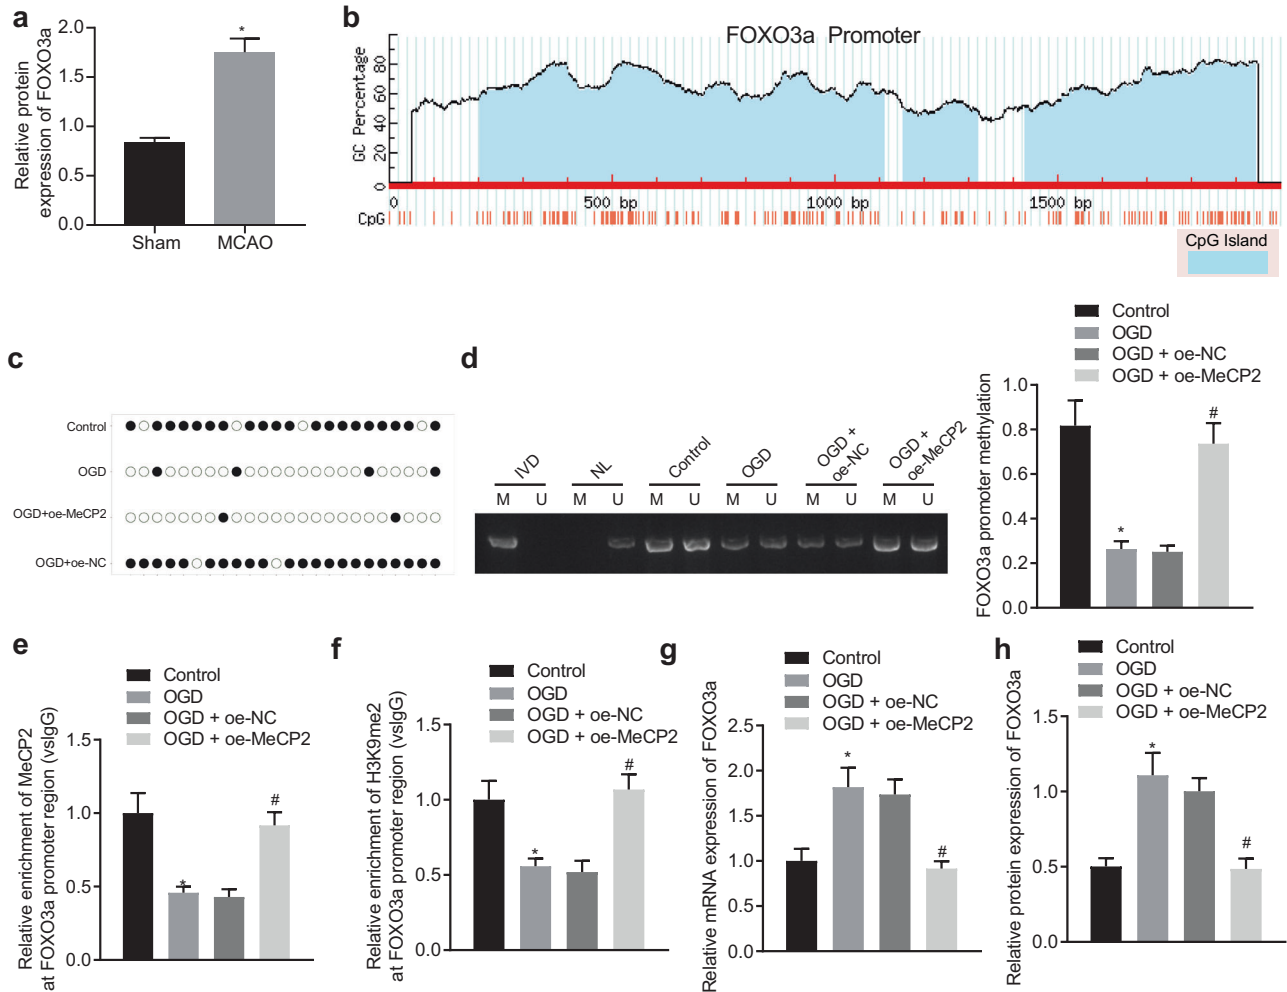 a
Relative protein
expression of FOXO3a
2.0
1.5
1.0
0.5
0.0
*
Sham
MCAO
b
FOXO3a Promoter
GC Percentage
80
60
40
20
0
0
500 bp
1000 bp
1500 bp
CpG
CpG Island
c
Control
OGD
OGD+oe-MeCP2
OGD+oe-NC
d
IVD
NL
Control
OGD
OGD +
oe-NC
OGD +
oe-MeCP2
M U M U M U M U M U M U
Control
OGD
OGD + oe-NC
OGD + oe-MeCP2
FOXO3a promoter methylation
1.0
0.8
0.6
0.4
0.2
0.0
*
#
e
Control
OGD
OGD + oe-NC
OGD + oe-MeCP2
Relative enrichment of MeCP2
at FOXO3a promoter region (vsIgG)
1.5
1.0
0.5
0.0
*
#
f
Control
OGD
OGD + oe-NC
OGD + oe-MeCP2
Relative enrichment of H3K9me2
at FOXO3a promoter region (vsIgG)
1.5
1.0
0.5
0.0
*
#
g
Control
OGD
OGD + oe-NC
OGD + oe-MeCP2
Relative mRNA expression of FOXO3a
2.5
2.0
1.5
1.0
0.5
0.0
*
#
h
Control
OGD
OGD + oe-NC
OGD + oe-MeCP2
Relative protein expression of FOXO3a
1.5
1.0
0.5
0.0
*
#